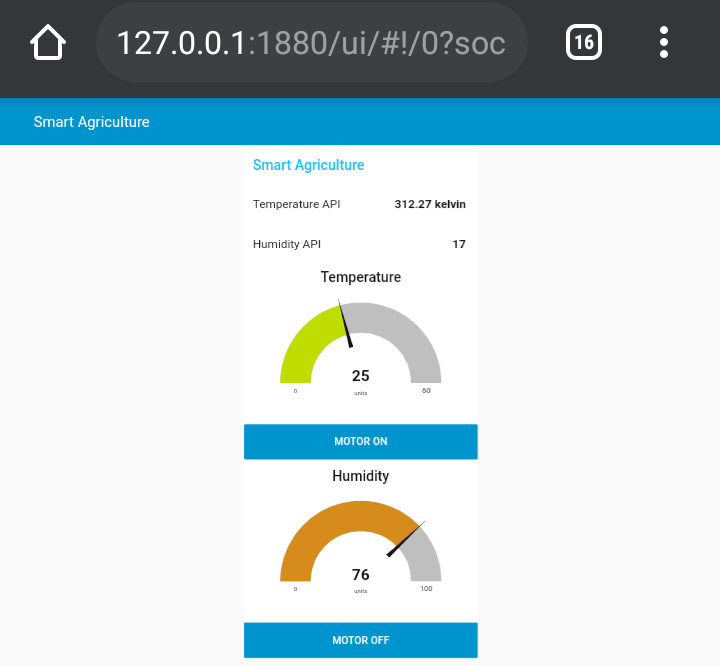 127.0.0.1:1880/ui/#!/0?soc
16
Smart Agriculture
Smart Agriculture
Temperature API 312.27 kelvin
Humidity API 17
Temperature
25
0 units 60
MOTOR ON
Humidity
76
0 units 100
MOTOR OFF